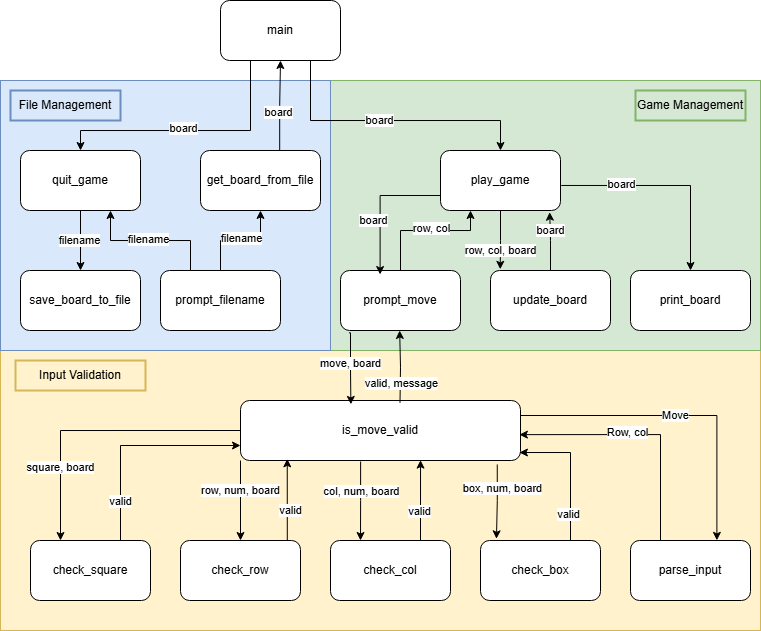 main
File Management
Game Management
board
board
board
quit_game
get_board_from_file
play_game
board
board
row, col
filename
filename
filename
row, col, board
board
save_board_to_file
prompt_filename
prompt_move
update_board
print_board
move, board
Input Validation
valid, message
is_move_valid
Move
Row, col
square, board
row, num, board
col, num, board
box, num, board
valid
valid
valid
valid
check_square
check_row
check_col
check_box
parse_input